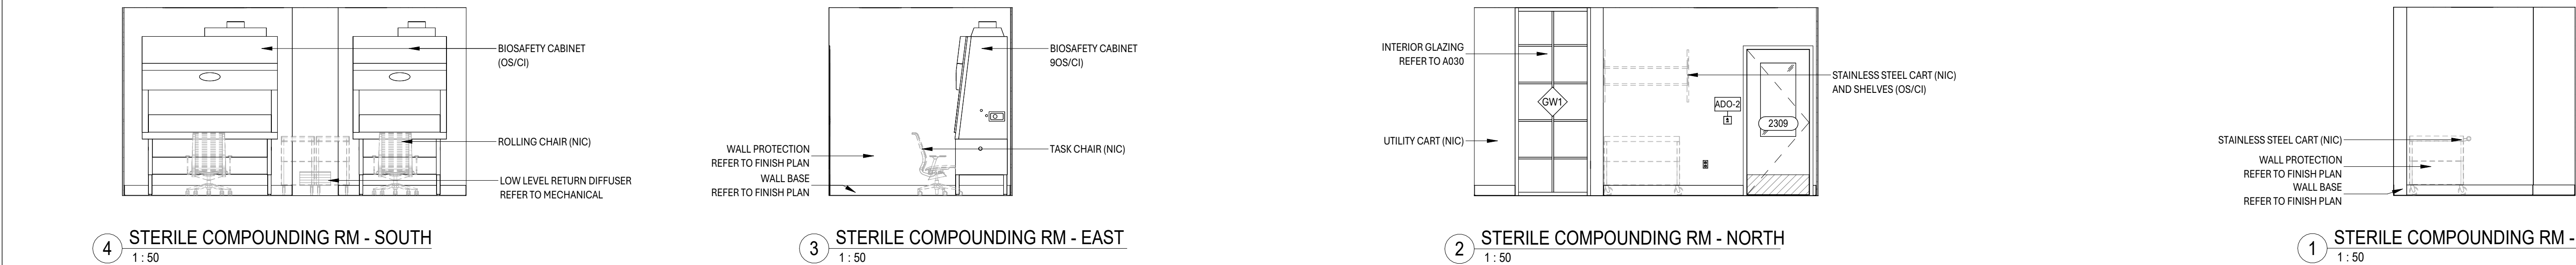 BIOSAFETY CABINET
(OS/CI)
ROLLING CHAIR (NIC)
LOW LEVEL RETURN DIFFUSER
REFER TO MECHANICAL
4
STERILE COMPOUNDING RM - SOUTH
1 : 50
BIOSAFETY CABINET
9OS/CI)
WALL PROTECTION
REFER TO FINISH PLAN
WALL BASE
REFER TO FINISH PLAN
TASK CHAIR (NIC)
3
STERILE COMPOUNDING RM - EAST
1 : 50
INTERIOR GLAZING
REFER TO A030
GW1
UTILITY CART (NIC)
STAINLESS STEEL CART (NIC)
AND SHELVES (OS/CI)
ADO-2
2309
2
STERILE COMPOUNDING RM - NORTH
1 : 50
STAINLESS STEEL CART (NIC)
WALL PROTECTION
REFER TO FINISH PLAN
WALL BASE
REFER TO FINISH PLAN
1
STERILE COMPOUNDING RM -
1 : 50